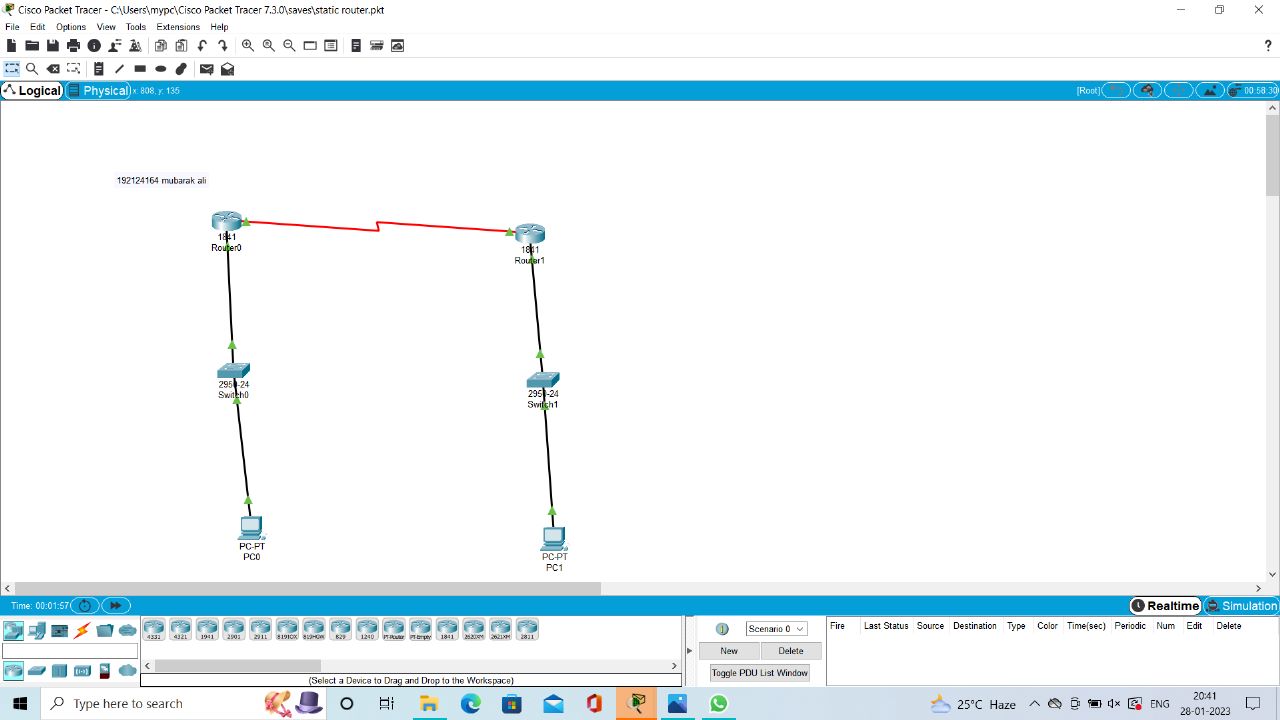 Cisco Packet Tracer - C:\Users\mypc\Cisco Packet Tracer 7.3.0\saves\static router.pkt
File Edit Options View Tools Extensions Help
?
Logical Physical x: 808, y: 135 [Root] 00:58:30
192124164 mubarak ali
1841
Router0
1841
Router1
2950-24
Switch0
2950-24
Switch1
PC-PT
PC0
PC-PT
PC1
Time: 00:01:57 Realtime Simulation
4331 4321 1941 2901 2911 819IOX 819HGW 829 1240 PT-Router PT-Empty 1841 2620XM 2621XM 2811
(Select a Device to Drag and Drop to the Workspace)
Scenario 0
New Delete
Toggle PDU List Window
Fire Last Status Source Destination Type Color Time(sec) Periodic Num Edit Delete
Type here to search
25°C Haze ENG 20:41
28-01-2023